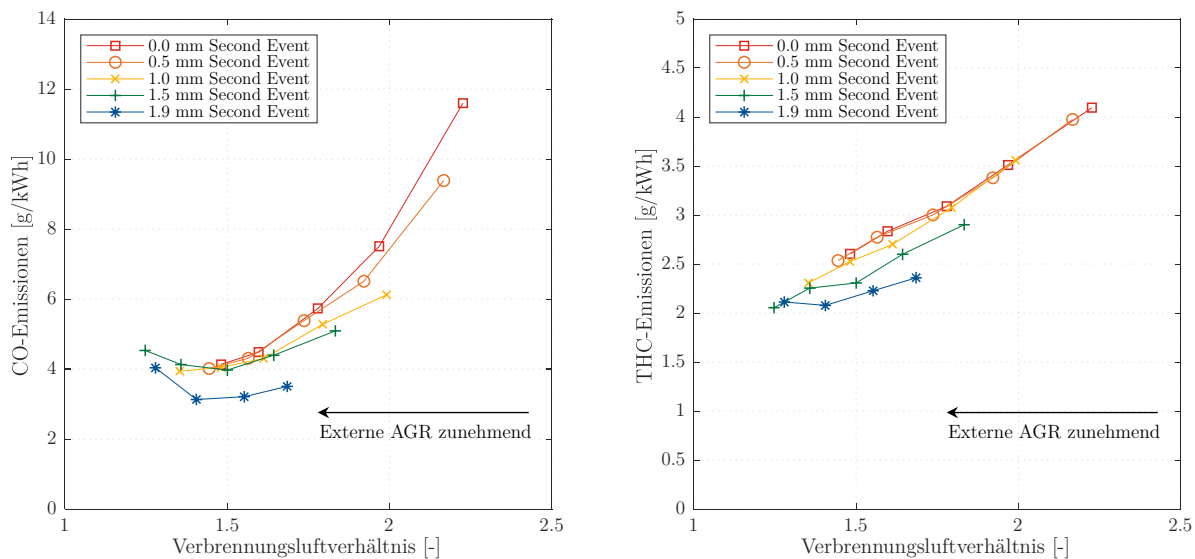 14
12
10
8
6
4
2
0
CO-Emissionen [g/kWh]
0.0 mm Second Event
0.5 mm Second Event
1.0 mm Second Event
1.5 mm Second Event
1.9 mm Second Event
Externe AGR zunehmend
1
1.5
2
2.5
Verbrennungsluftverhältnis [-]
5
4.5
4
3.5
3
2.5
2
1.5
1
0.5
0
THC-Emissionen [g/kWh]
0.0 mm Second Event
0.5 mm Second Event
1.0 mm Second Event
1.5 mm Second Event
1.9 mm Second Event
Externe AGR zunehmend
1
1.5
2
2.5
Verbrennungsluftverhältnis [-]